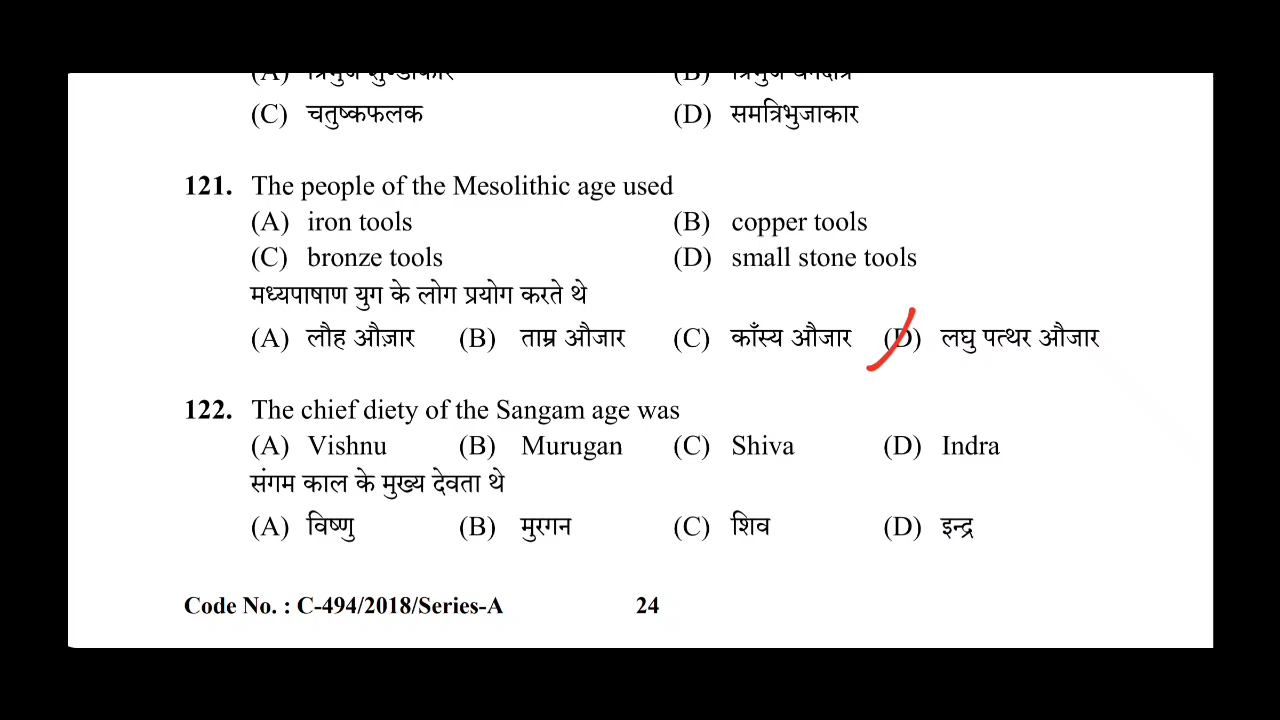 (C) चतुष्कफलक (D) समत्रिभुजाकार
121. The people of the Mesolithic age used
(A) iron tools (B) copper tools
(C) bronze tools (D) small stone tools
मध्यपाषाण युग के लोग प्रयोग करते थे
(A) लौह औज़ार (B) ताम्र औजार (C) काँस्य औजार (D) लघु पत्थर औजार
122. The chief diety of the Sangam age was
(A) Vishnu (B) Murugan (C) Shiva (D) Indra
संगम काल के मुख्य देवता थे
(A) विष्णु (B) मुरगन (C) शिव (D) इन्द्र
Code No. : C-494/2018/Series-A 24